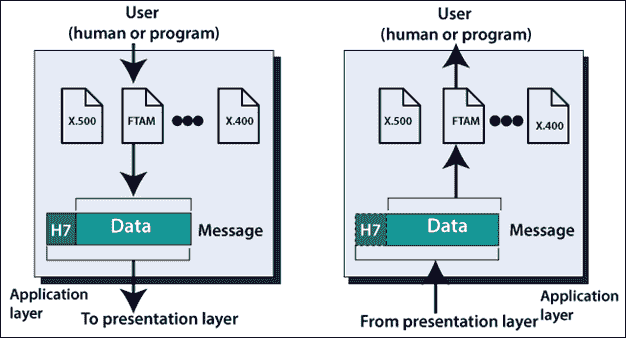 User
(human or program)
X.500
FTAM
X.400
H7
Data
Message
Application
layer
To presentation layer
User
(human or program)
X.500
FTAM
X.400
H7
Data
Message
Application
layer
From presentation layer